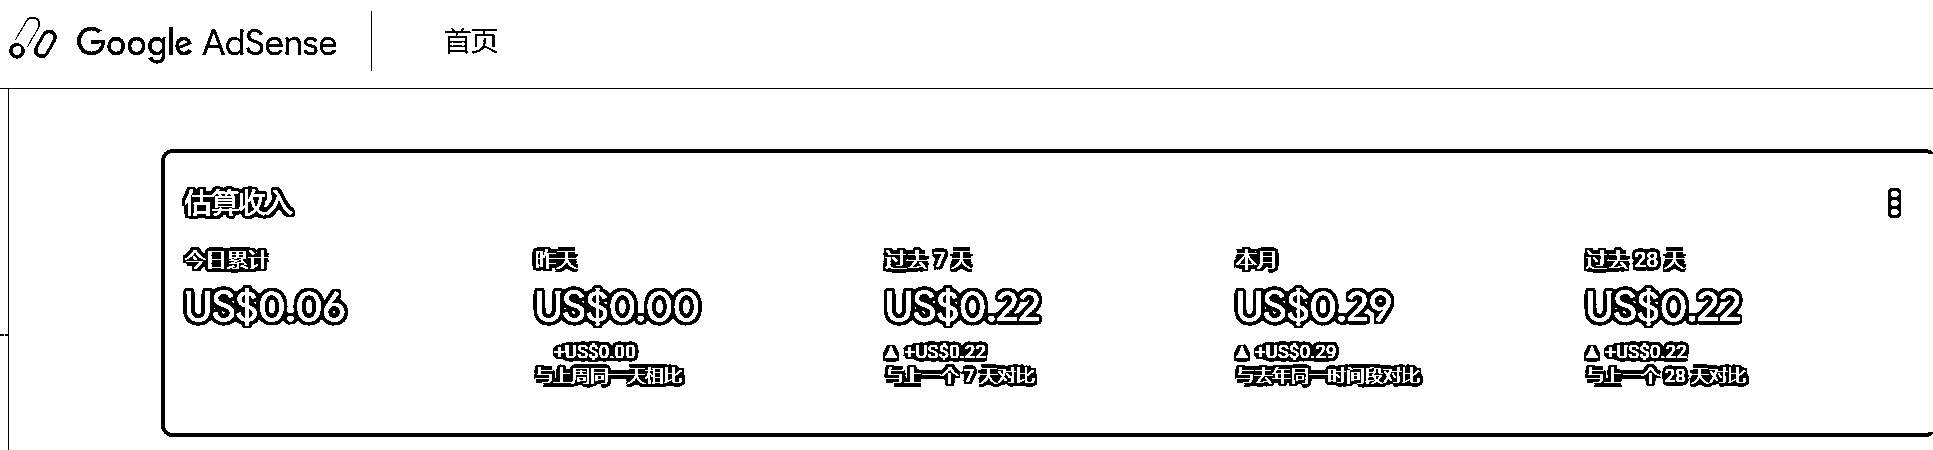 Google AdSense 首页
估算收入
今日累计 昨天 过去 7 天 本月 过去 28 天
US$0.06 US$0.00 US$0.22 US$0.29 US$0.22
+US$0.00 ▲ +US$0.22 ▲ +US$0.29 ▲ +US$0.22
与上周同一天相比 与上一个 7 天对比 与去年同一时间段对比 与上一个 28 天对比